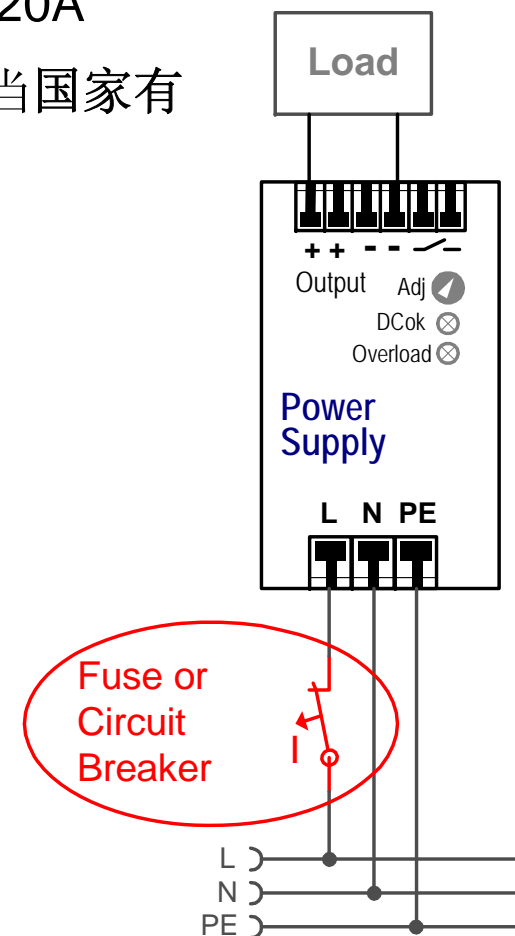 20A
当国家有
Load
+ + - -
Output Adj
DCok
Overload
Power
Supply
L N PE
Fuse or
Circuit
Breaker
I
L
N
PE